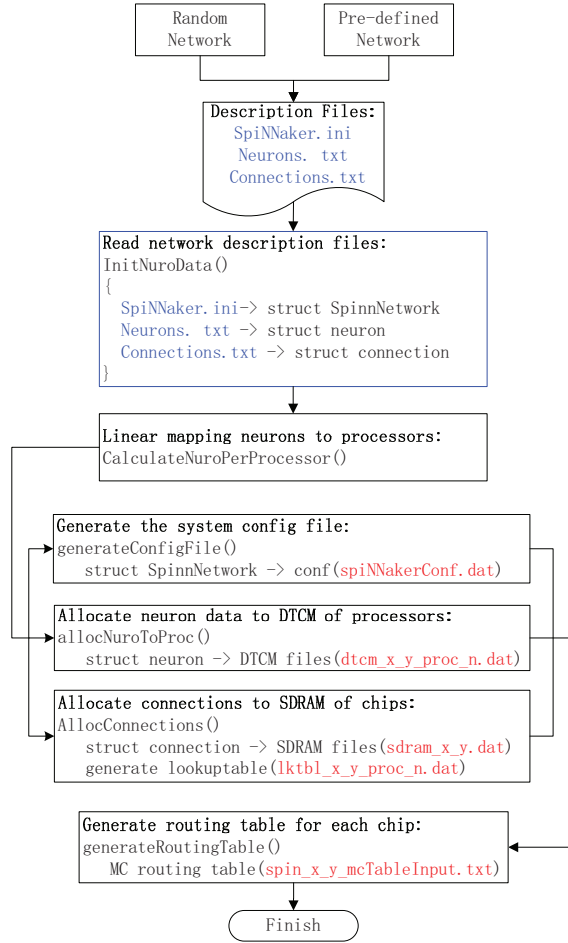 Random
Network
Pre-defined
Network
Description Files:
SpiNNaker.ini
Neurons. txt
Connections.txt
Read network description files:
InitNuroData()
{
SpiNNaker.ini-> struct SpinnNetwork
Neurons. txt -> struct neuron
Connections.txt -> struct connection
}
Linear mapping neurons to processors:
CalculateNuroPerProcessor()
Generate the system config file:
generateConfigFile()
struct SpinnNetwork -> conf(spiNNakerConf.dat)
Allocate neuron data to DTCM of processors:
allocNuroToProc()
struct neuron -> DTCM files(dtcm_x_y_proc_n.dat)
Allocate connections to SDRAM of chips:
AllocConnections()
struct connection -> SDRAM files(sdram_x_y.dat)
generate lookuptable(lktbl_x_y_proc_n.dat)
Generate routing table for each chip:
generateRoutingTable()
MC routing table(spin_x_y_mcTableInput.txt)
Finish